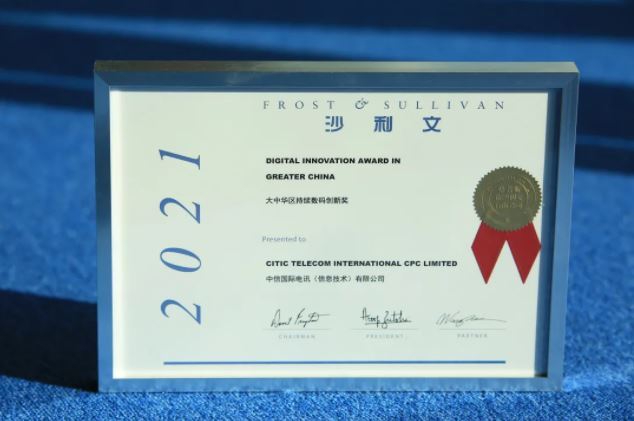 FROST & SULLIVAN
沙利文
2021
DIGITAL INNOVATION AWARD IN
GREATER CHINA
大中华区持续数码创新奖
Presented to
CITIC TELECOM INTERNATIONAL CPC LIMITED
中信国际电讯（信息技术）有限公司
CHAIRMAN
PRESIDENT
PARTNER